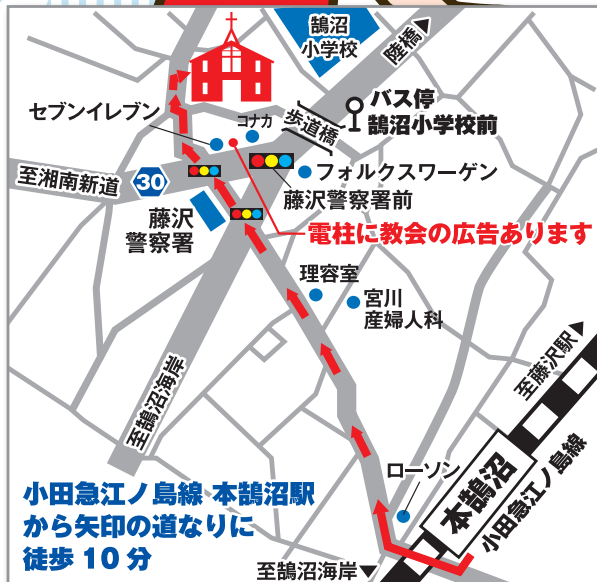 鵠沼
小学校
陸橋▶
セブンイレブン
コナカ
歩道橋
バス停
鵠沼小学校前
至湘南新道
30
フォルクスワーゲン
藤沢警察署前
藤沢
警察署
電柱に教会の広告あります
理容室
宮川
産婦人科
至藤沢駅▶
至鵠沼海岸
ローソン
本鵠沼
小田急江ノ島線
小田急江ノ島線 本鵠沼駅
から矢印の道なりに
徒歩 10 分
至鵠沼海岸▼